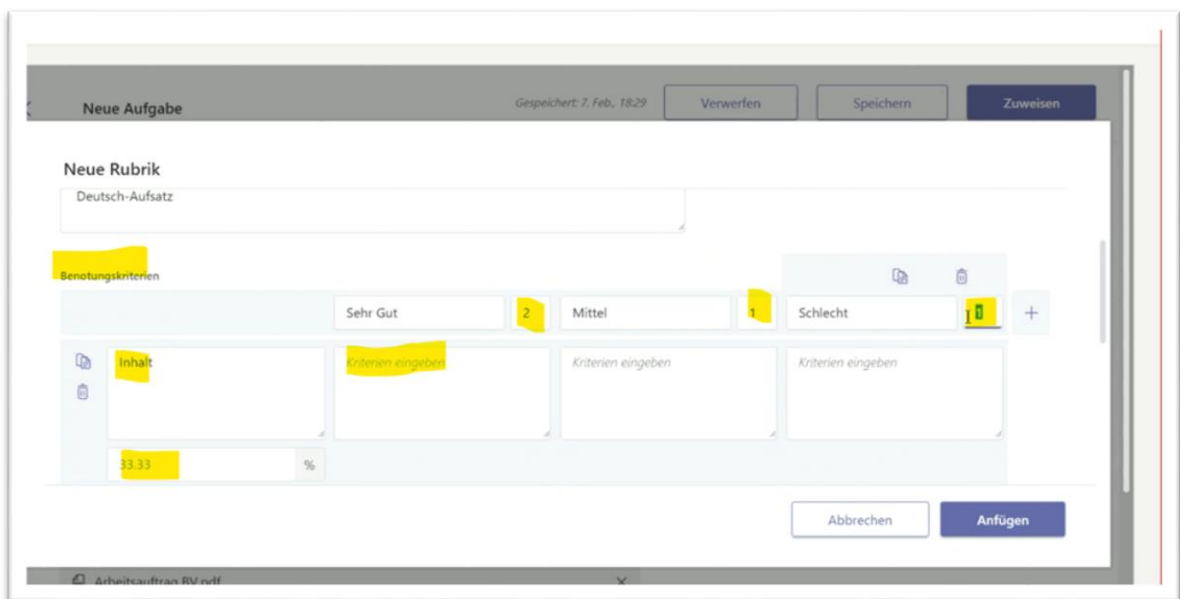 Neue Aufgabe Gespeichert: 7. Feb., 18:29 Verwerfen Speichern Zuweisen
Neue Rubrik
Deutsch-Aufsatz
Benotungskriterien
Sehr Gut 2 Mittel 1 Schlecht 1
Inhalt Kriterien eingeben Kriterien eingeben Kriterien eingeben
33.33 %
Abbrechen Anfügen
Arbeitsauftrag BV.pdf